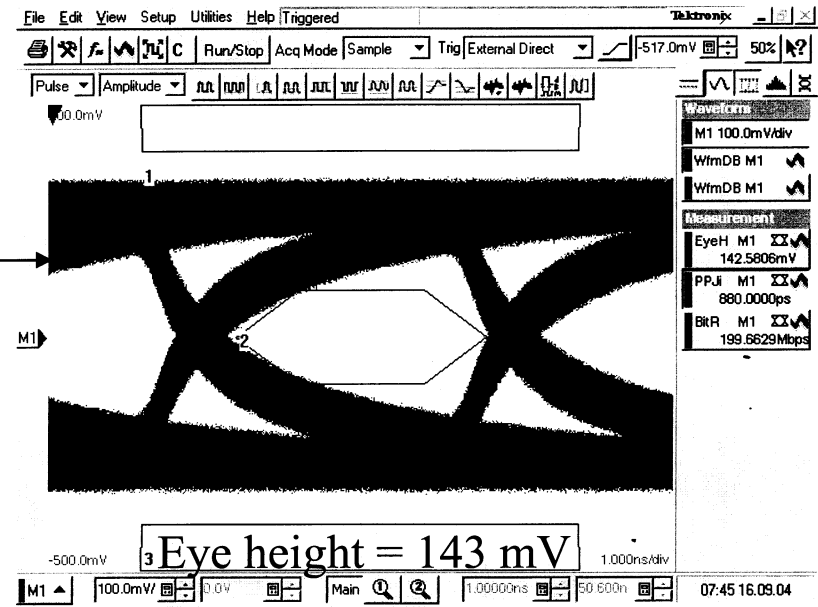 File Edit View Setup Utilities Help Triggered Tektronix
C Run/Stop Acq Mode Sample Trig External Direct -517.0mV 50%
Pulse Amplitude
00.0mV
Waveform
M1 100.0mV/div
WfmDB M1
WfmDB M1
Measurement
EyeH M1
142.5806mV
PPJi M1
880.0000ps
BitR M1
199.6629Mbps
1
M1
2
-500.0mV
3 Eye height = 143 mV
1.000ns/div
M1 100.0mV/ 0.0V Main 1 2 1.00000ns 50.600n 07:45 16.09.04